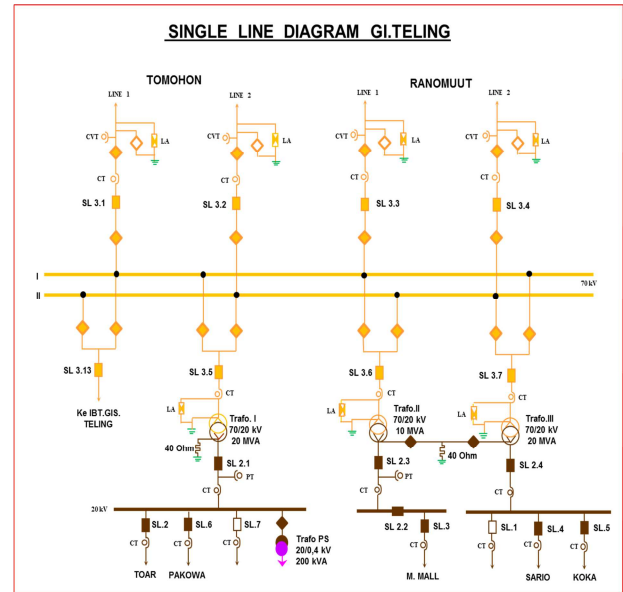 SINGLE LINE DIAGRAM GI.TELING
TOMOHON
RANOMUUT
LINE 1
LINE 2
LINE 1
LINE 2
CVT
LA
CVT
LA
CVT
LA
CVT
LA
CT
CT
CT
CT
SL 3.1
SL 3.2
SL 3.3
SL 3.4
I
70 kV
II
SL 3.13
SL 3.5
SL 3.6
SL 3.7
CT
CT
CT
Ke IBT.GIS.
TELING
LA
LA
LA
Trafo. I
70/20 kV
20 MVA
Trafo.II
70/20 kV
10 MVA
Trafo.III
70/20 kV
20 MVA
40 Ohm
40 Ohm
SL 2.1
SL 2.3
SL 2.4
PT
PT
CT
CT
CT
20 kV
SL.2
SL.6
SL.7
SL 2.2
SL.3
SL.1
SL.4
SL.5
CT
CT
CT
CT
CT
CT
CT
Trafo PS
20/0,4 kV
200 kVA
TOAR
PAKOWA
M. MALL
SARIO
KOKA